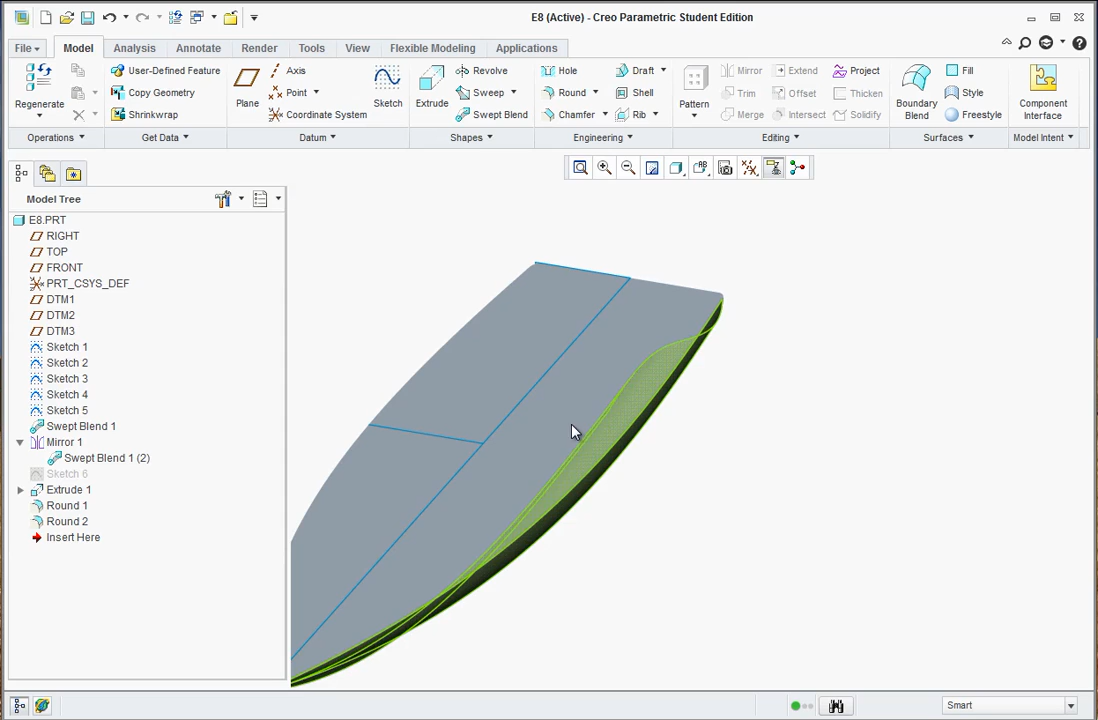 E8 (Active) - Creo Parametric Student Edition
File Model Analysis Annotate Render Tools View Flexible Modeling Applications
Regenerate
User-Defined Feature
Copy Geometry
Shrinkwrap
Plane
Axis
Point
Coordinate System
Sketch
Extrude
Revolve
Sweep
Swept Blend
Hole
Round
Chamfer
Draft
Shell
Rib
Pattern
Mirror
Trim
Merge
Extend
Offset
Intersect
Project
Thicken
Solidify
Boundary
Blend
Fill
Style
Freestyle
Component
Interface
Operations Get Data Datum Shapes Engineering Editing Surfaces Model Intent
Model Tree
E8.PRT
RIGHT
TOP
FRONT
PRT_CSYS_DEF
DTM1
DTM2
DTM3
Sketch 1
Sketch 2
Sketch 3
Sketch 4
Sketch 5
Swept Blend 1
Mirror 1
Swept Blend 1 (2)
Sketch 6
Extrude 1
Round 1
Round 2
Insert Here
Smart